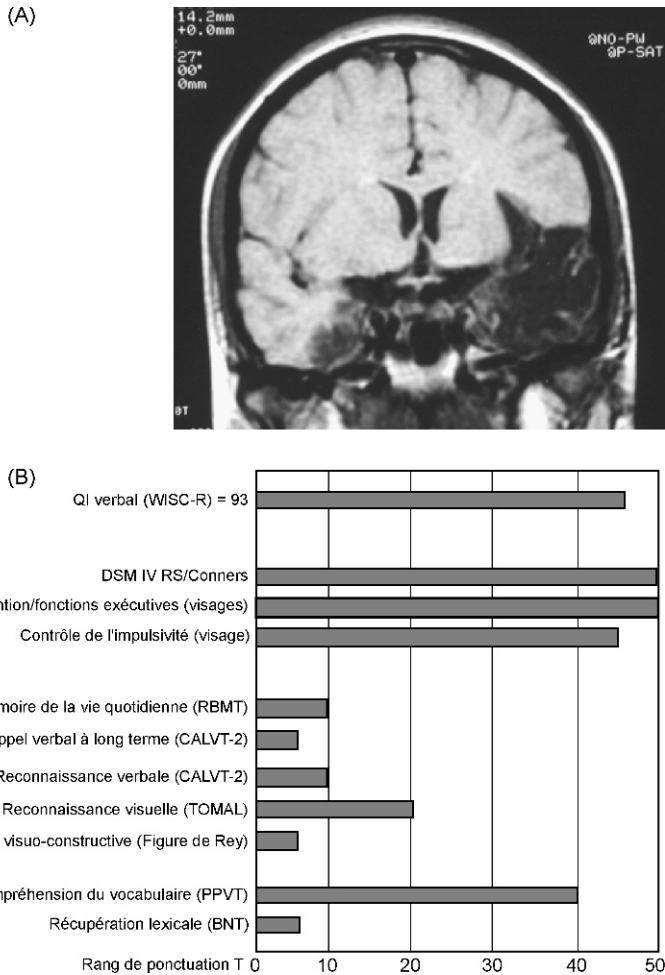 (A)
14.2mm
+0.0mm
27°
00°
0mm
@NO-PW
@P-SAT
0T
(B)
QI verbal (WISC-R) = 93
DSM IV RS/Conners
ntion/fonctions exécutives (visages)
Contrôle de l'impulsivité (visage)
moire de la vie quotidienne (RBMT)
ppel verbal à long terme (CALVT-2)
Reconnaissance verbale (CALVT-2)
Reconnaissance visuelle (TOMAL)
visuo-constructive (Figure de Rey)
mpréhension du vocabulaire (PPVT)
Récupération lexicale (BNT)
Rang de ponctuation T 0 10 20 30 40 50